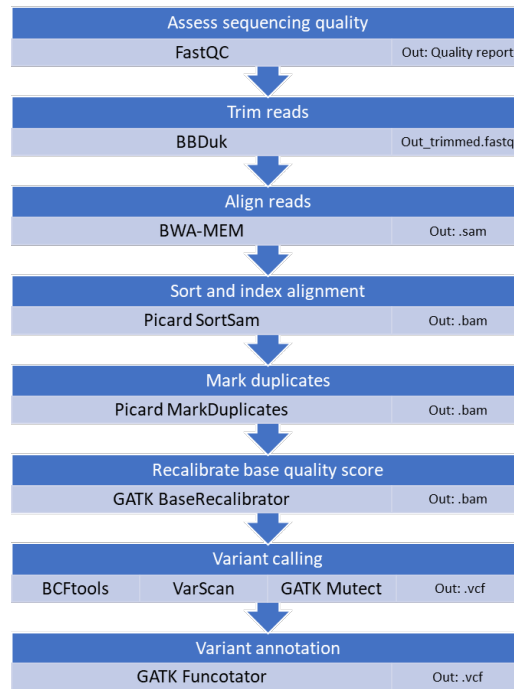 Assess sequencing quality
FastQC Out: Quality report
Trim reads
BBDuk Out_trimmed.fastq
Align reads
BWA-MEM Out: .sam
Sort and index alignment
Picard SortSam Out: .bam
Mark duplicates
Picard MarkDuplicates Out: .bam
Recalibrate base quality score
GATK BaseRecalibrator Out: .bam
Variant calling
BCFtools VarScan GATK Mutect Out: .vcf
Variant annotation
GATK Funcotator Out: .vcf